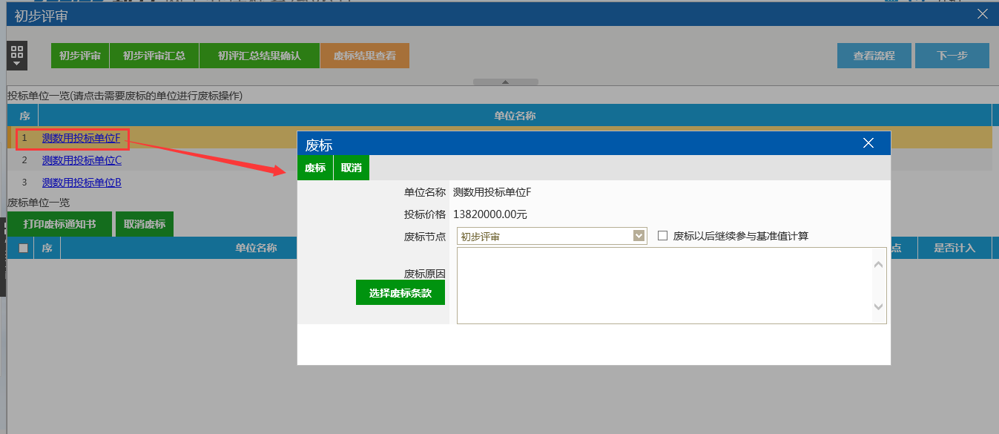 初步评审
初步评审 初步评审汇总 初评汇总结果确认 废标结果查看 查看流程 下一步
投标单位一览(请点击需要废标的单位进行废标操作)
序 单位名称
1 测数用投标单位F
2 测数用投标单位C
3 测数用投标单位B
废标单位一览
打印废标通知书 取消废标
序 单位名称 点 是否计入
废标
废标 取消
单位名称 测数用投标单位F
投标价格 13820000.00元
废标节点 初步评审 废标以后继续参与基准值计算
废标原因
选择废标条款